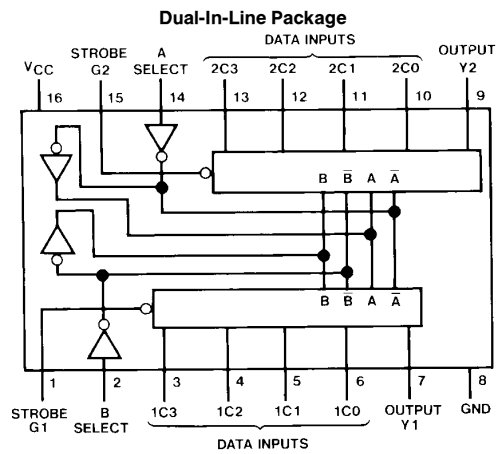 Dual-In-Line Package
DATA INPUTS
STROBE G2
A SELECT
2C3 2C2 2C1 2C0
OUTPUT Y2
VCC
16 15 14 13 12 11 10 9
B B̅ A A̅
B B̅ A A̅
1 2 3 4 5 6 7 8
STROBE G1
B SELECT
1C3 1C2 1C1 1C0
OUTPUT Y1
GND
DATA INPUTS